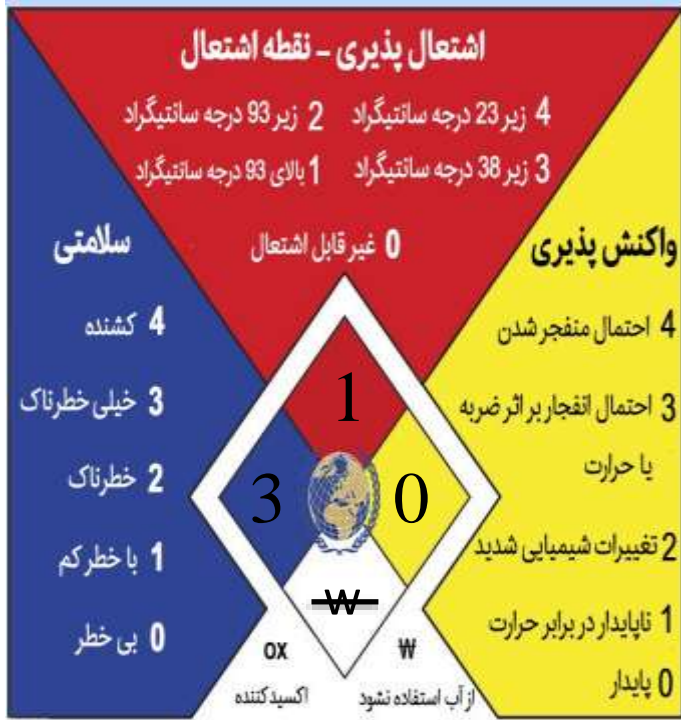 اشتعال پذیری - نقطه اشتعال
4 زیر 23 درجه سانتیگراد 2 زیر 93 درجه سانتیگراد
3 زیر 38 درجه سانتیگراد 1 بالای 93 درجه سانتیگراد
0 غیر قابل اشتعال
واکنش پذیری
4 احتمال منفجر شدن
3 احتمال انفجار بر اثر ضربه
یا حرارت
2 تغییرات شیمیایی شدید
1 ناپایدار در برابر حرارت
0 پایدار
سلامتی
4 کشنده
3 خیلی خطرناک
2 خطرناک
1 با خطر کم
0 بی خطر
1
3
0
W
W
از آب استفاده نشود
OX
اکسید کننده